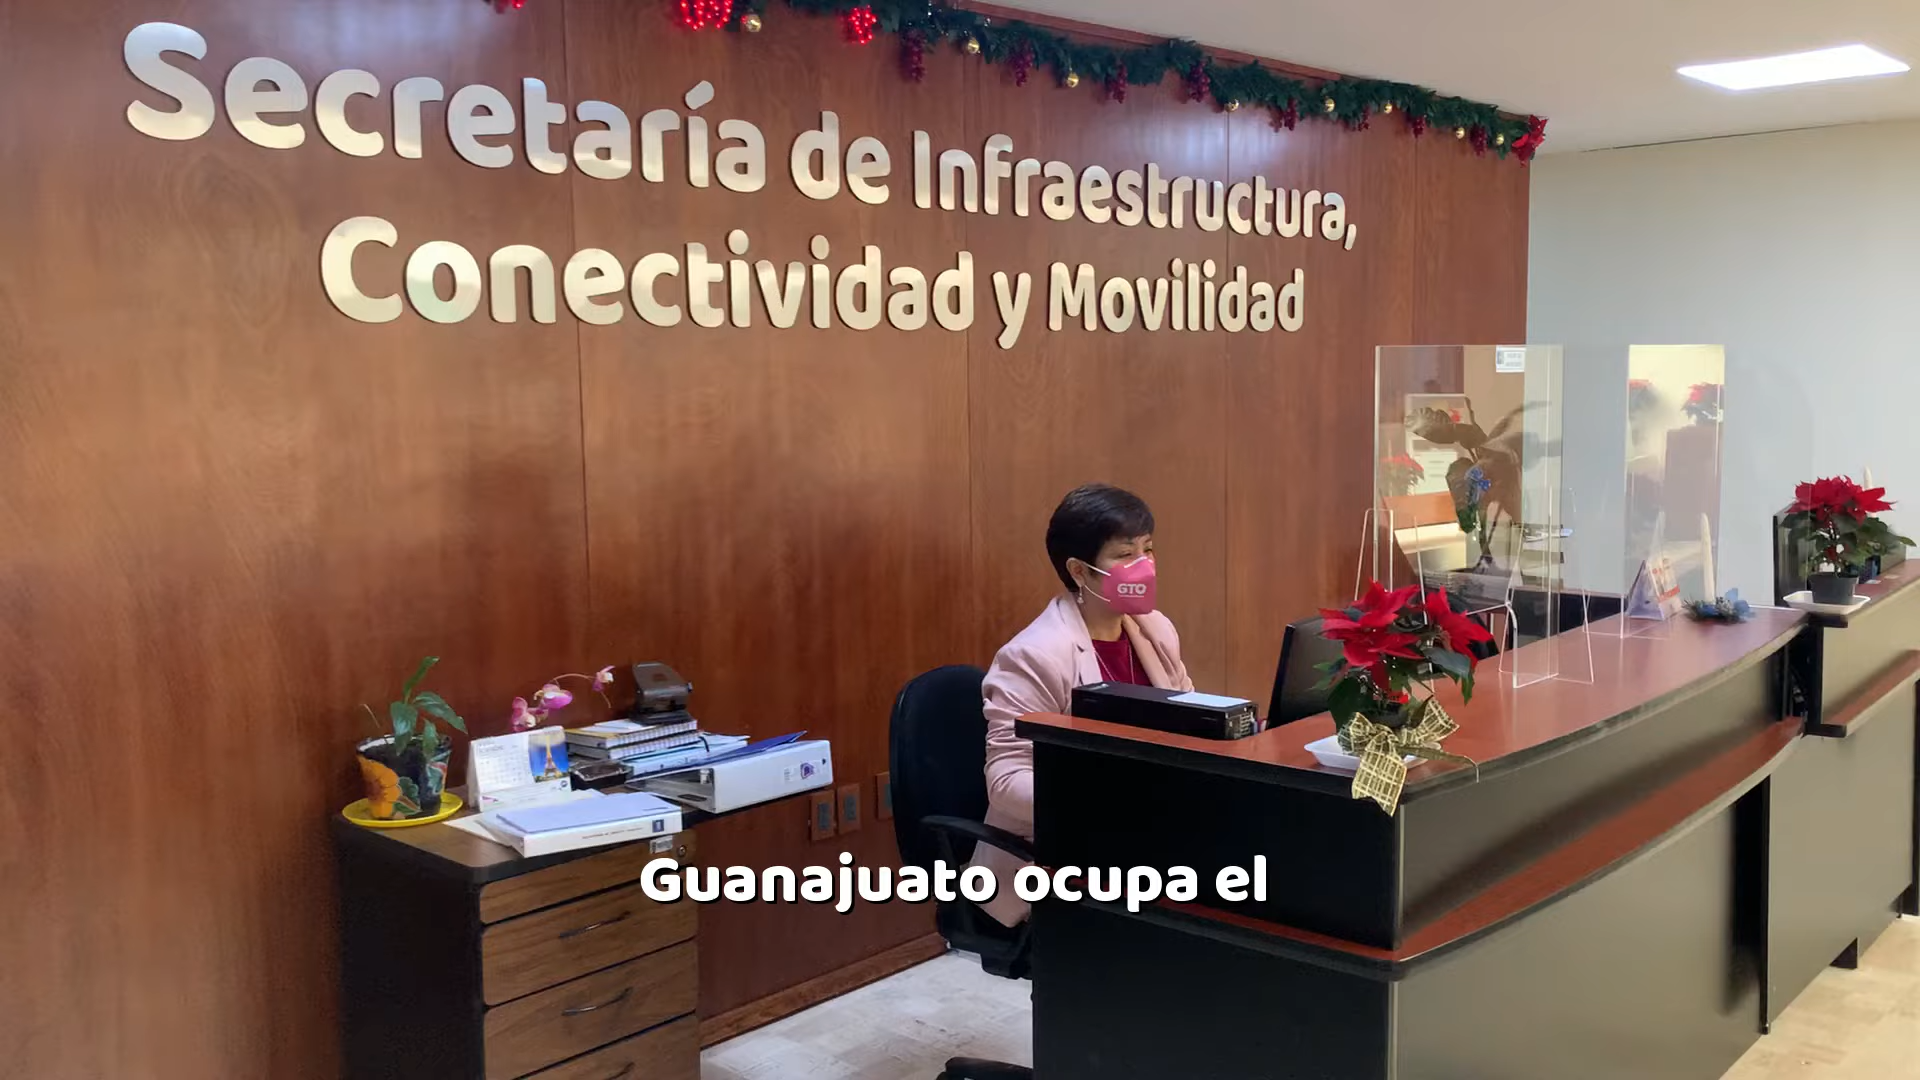 Secretaría de Infraestructura,
Conectividad y Movilidad
GTO
Guanajuato ocupa el